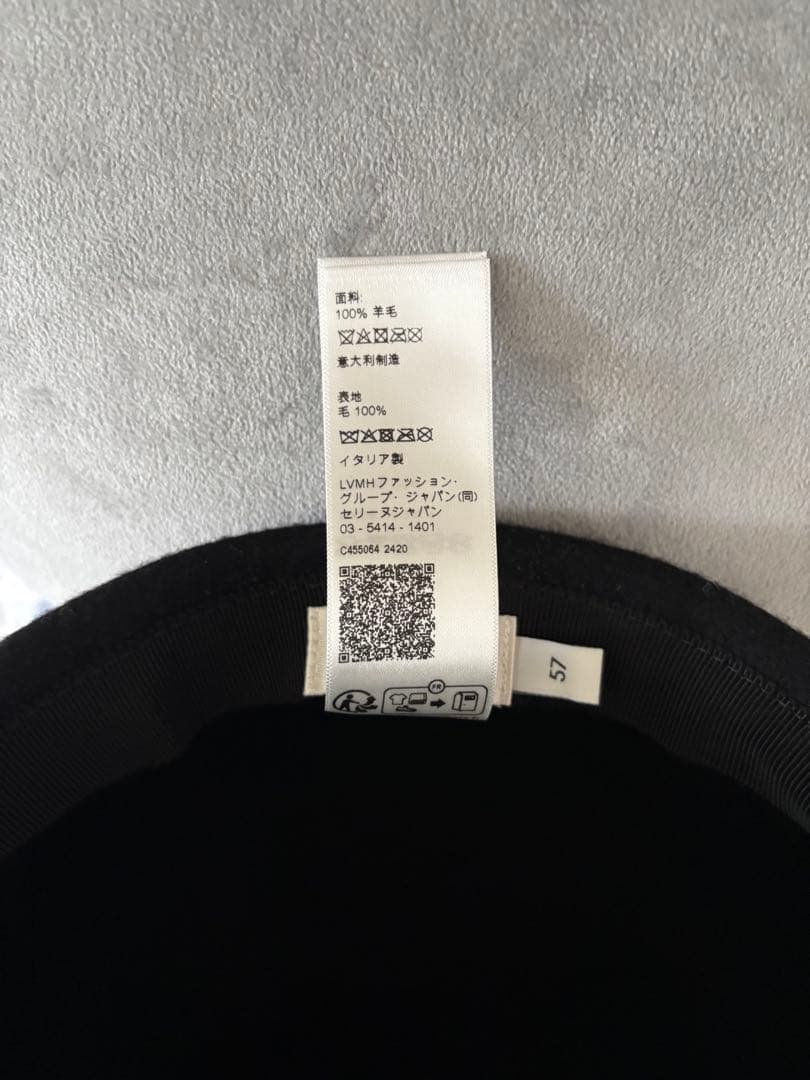 面料:
100% 羊毛
意大利制造
表地
毛 100%
イタリア製
LVMHファッション·
グループ· ジャパン(同)
セリーヌジャパン
03 - 5414 - 1401
C455064 2420
FR
57